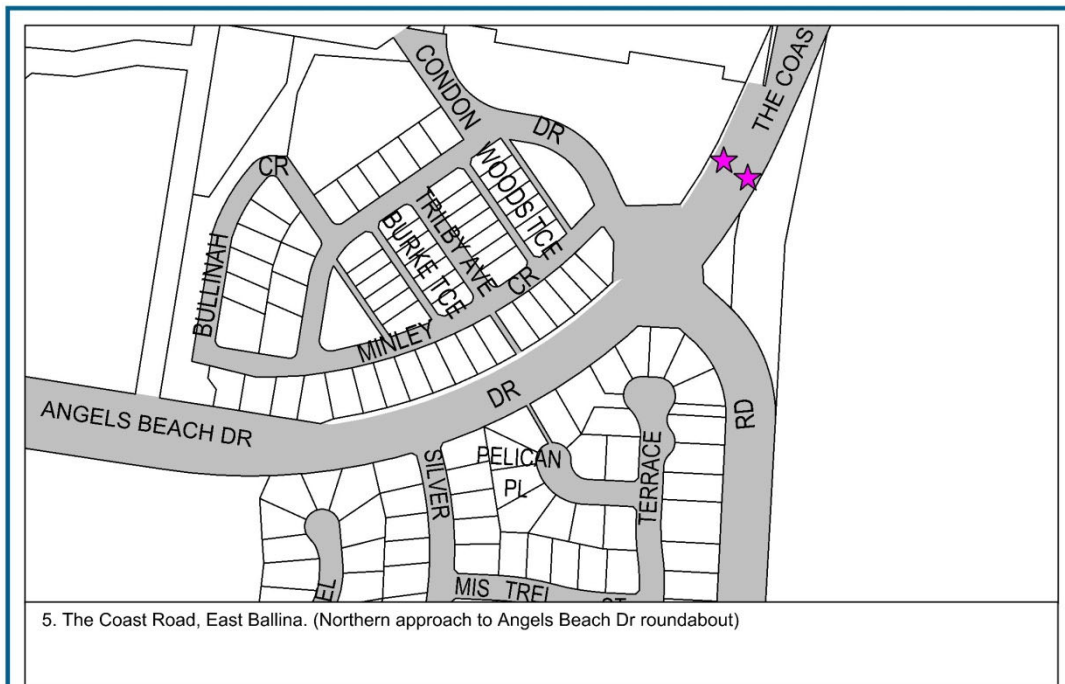 CONDON
DR
THE COAS
CR
WOODS TCE
TRILBY AVE
BURKE TCE
BULLINAH
CR
MINLEY
DR
RD
ANGELS BEACH DR
SILVER
PELICAN
PL
TERRACE
EL
MIS TREL
5. The Coast Road, East Ballina. (Northern approach to Angels Beach Dr roundabout)